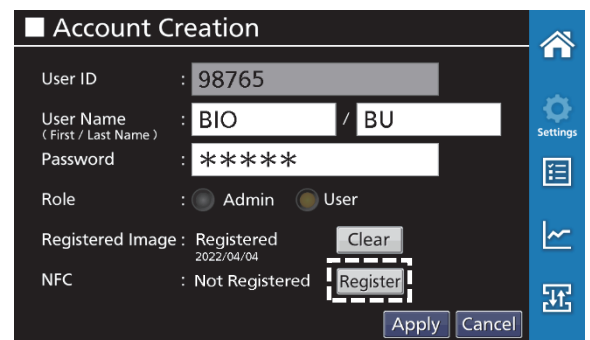 Account Creation
User ID : 98765
User Name : BIO / BU
( First / Last Name )
Password : *****
Role : Admin User
Registered Image : Registered Clear
2022/04/04
NFC : Not Registered Register
Apply Cancel
Settings